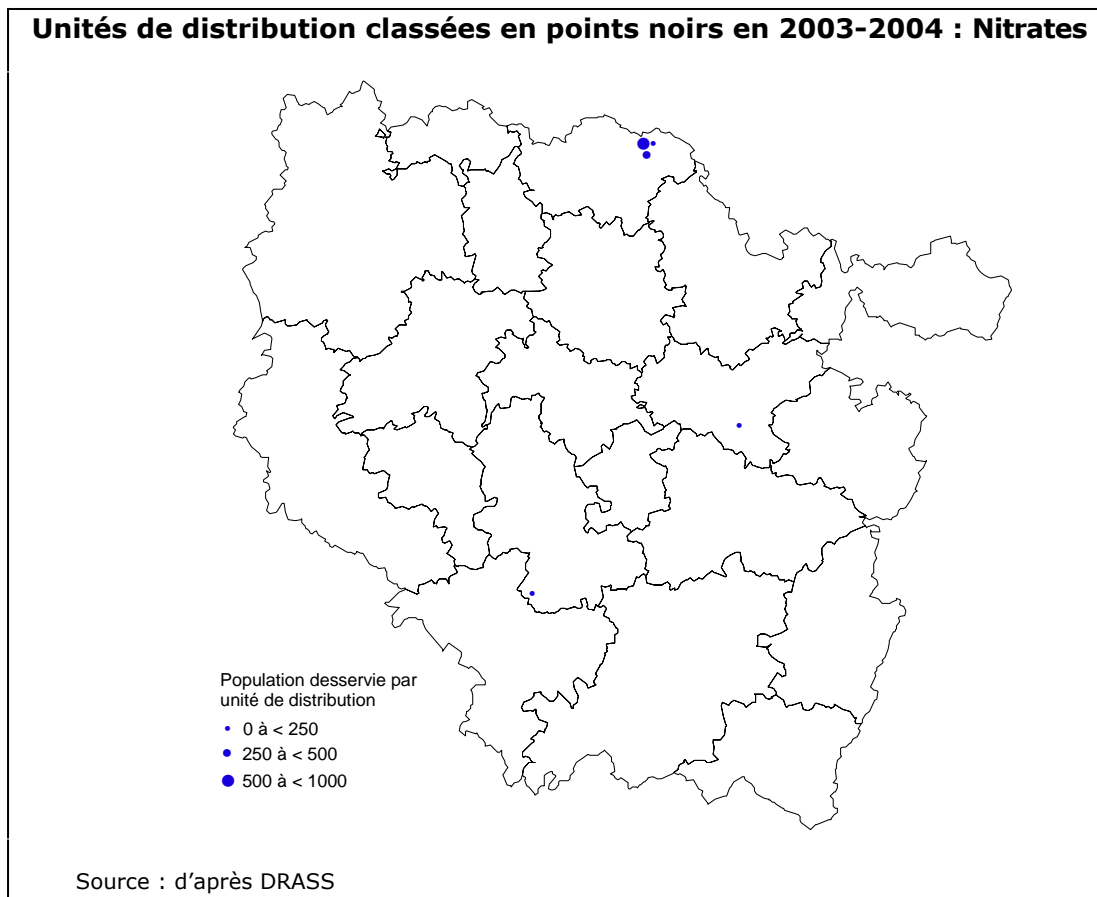 Unités de distribution classées en points noirs en 2003-2004 : Nitrates
Population desservie par
unité de distribution
0 à < 250
250 à < 500
500 à < 1000
Source : d'après DRASS